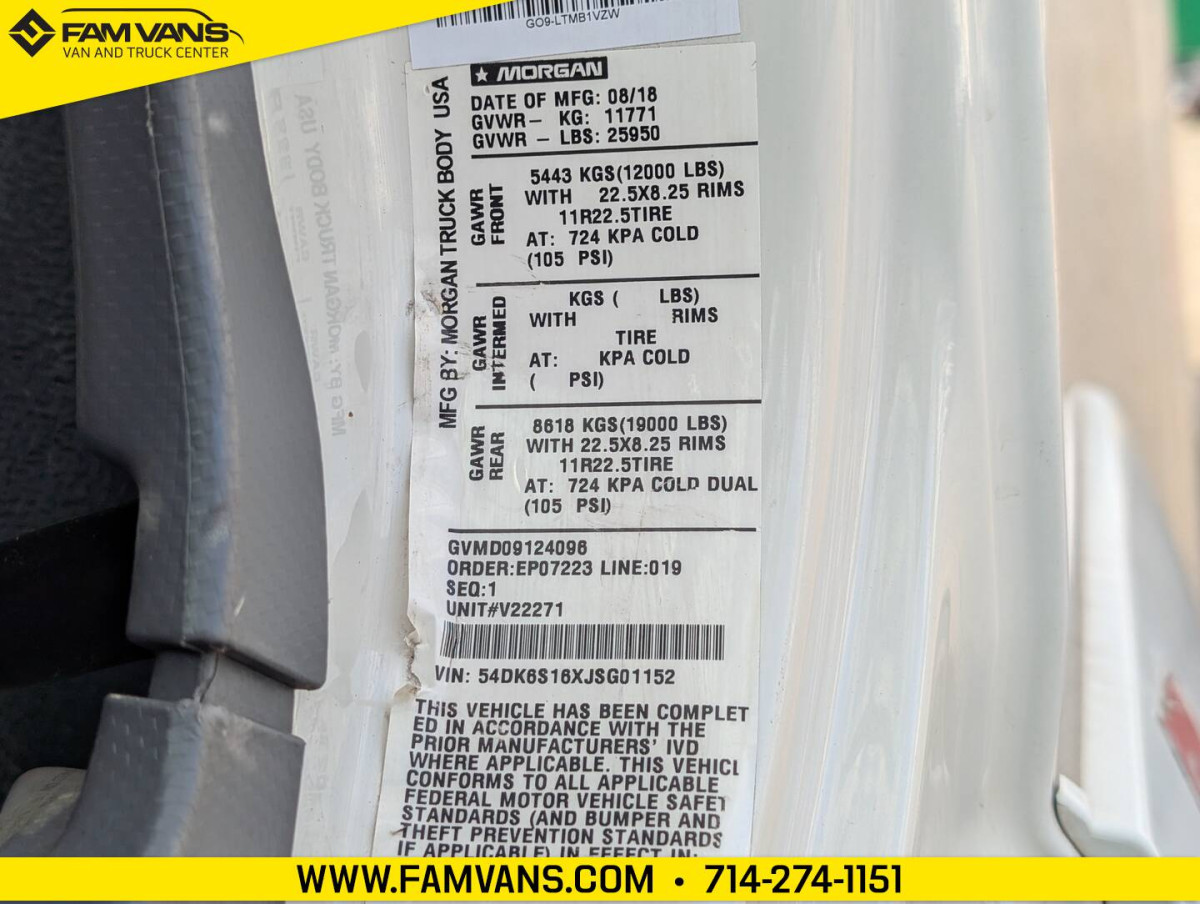 FAM VANS
VAN AND TRUCK CENTER
GO9-LTMB1VZW
MORGAN
DATE OF MFG: 08/18
GVWR- KG: 11771
GVWR - LBS: 25950
MFG BY: MORGAN TRUCK BODY USA
GAWR FRONT
5443 KGS(12000 LBS)
WITH 22.5X8.25 RIMS
11R22.5TIRE
AT: 724 KPA COLD
(105 PSI)
GAWR INTERMED
KGS ( LBS)
WITH RIMS
TIRE
AT: KPA COLD
( PSI)
GAWR REAR
8618 KGS(19000 LBS)
WITH 22.5X8.25 RIMS
11R22.5TIRE
AT: 724 KPA COLD DUAL
(105 PSI)
GVMD09124096
ORDER:EP07223 LINE:019
SEQ:1
UNIT#V22271
VIN: 54DK6S16XJSG01152
THIS VEHICLE HAS BEEN COMPLET
ED IN ACCORDANCE WITH THE
PRIOR MANUFACTURERS' IVD
WHERE APPLICABLE. THIS VEHICL
CONFORMS TO ALL APPLICABLE
FEDERAL MOTOR VEHICLE SAFET
STANDARDS (AND BUMPER AND
THEFT PREVENTION STANDARDS
IF APPLICABLE) IN EFFECT IN:
WWW.FAMVANS.COM • 714-274-1151